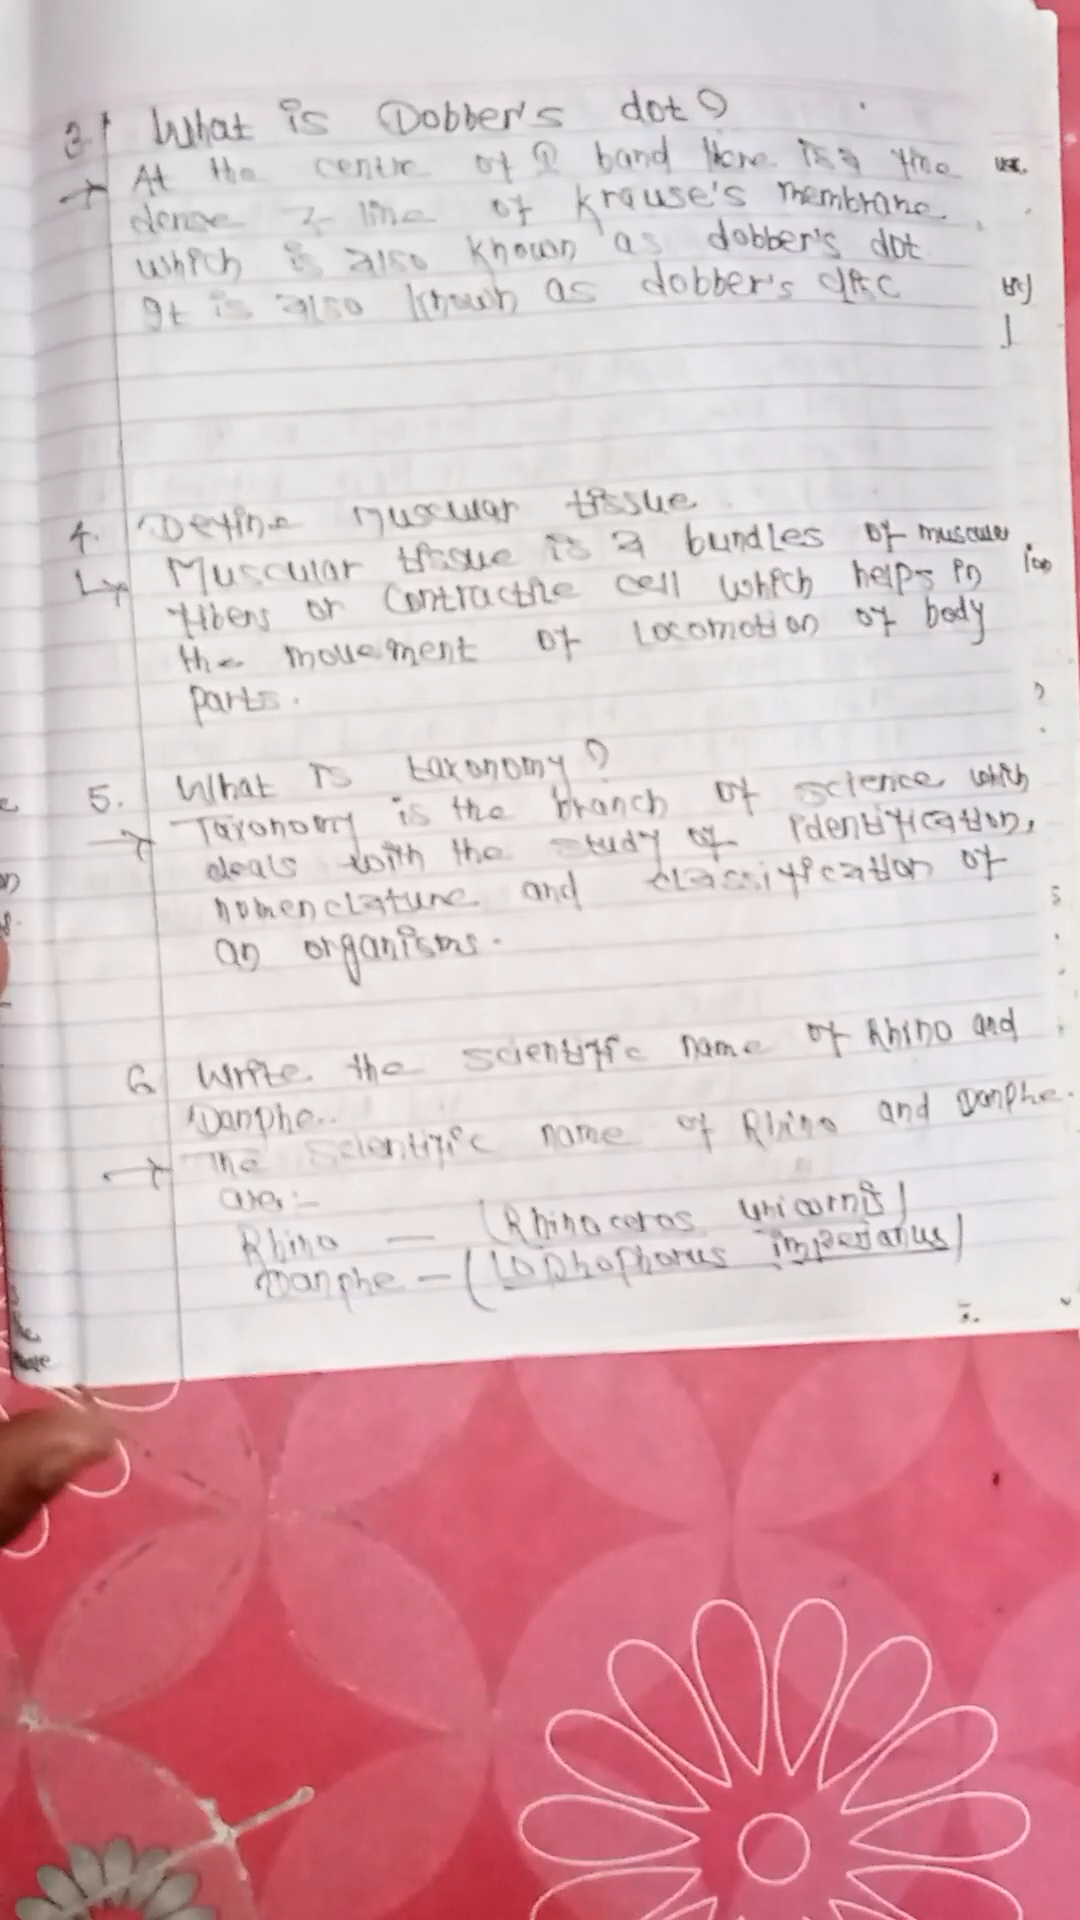 3. What is Dobber's dot?
→ At the centre of I band there is a fine
dense z line of Krause's membrane
which is also known as dobber's dot
It is also known as dobber's disc
4. Define muscular tissue.
↳ Muscular tissue is a bundles of muscular
fibers or contractile cell which helps in
the movement of locomotion of body
parts.
5. What is taxonomy?
→ Taxonomy is the branch of science which
deals with the study of identification,
nomenclature and classification of
an organisms.
6. Write the scientific name of Rhino and
Danphe..
→ The scientific name of Rhino and Danphe.
are:-
Rhino — (Rhinoceros unicornis)
Danphe — (Lophophorus impejanus)